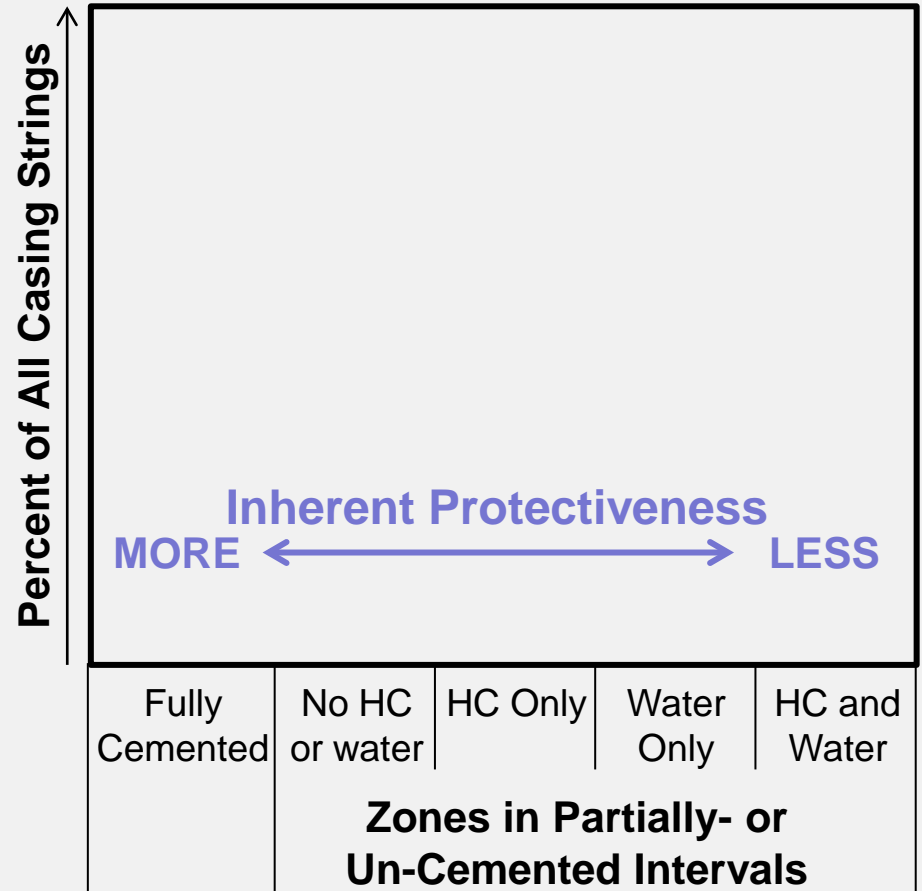 Percent of All Casing Strings
Inherent Protectiveness
MORE
LESS
Fully
Cemented
No HC
or water
HC Only
Water
Only
HC and
Water
Zones in Partially- or
Un-Cemented Intervals